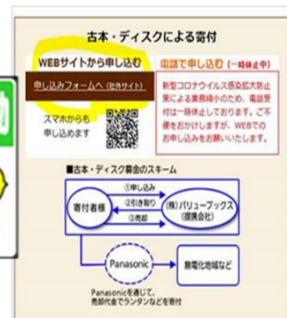 古本・ディスクによる寄付
WEBサイトから申し込む
電話で申し込む (一時休止中)
申し込みフォームへ (社外サイト)
スマホからも
申し込めます
新型コロナウイルス感染拡大防止
策による業務縮小のため、電話受
付は一時休止しております。ご不
便をおかけしますが、WEBでの
お申し込みをお願いいたします。
■古本・ディスク募金のスキーム
①申し込み
寄付者様
②引き取り
(株)バリューブックス
(提携会社)
③売却
Panasonic
無電化地域など
Panasonicを通じて、
売却代金でランタンなどを寄付